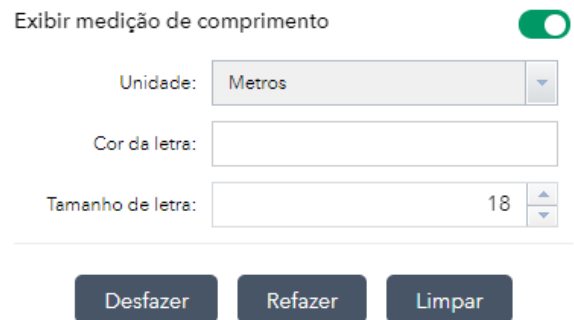 Exibir medição de comprimento
Unidade: Metros
Cor da letra:
Tamanho de letra: 18
Desfazer Refazer Limpar